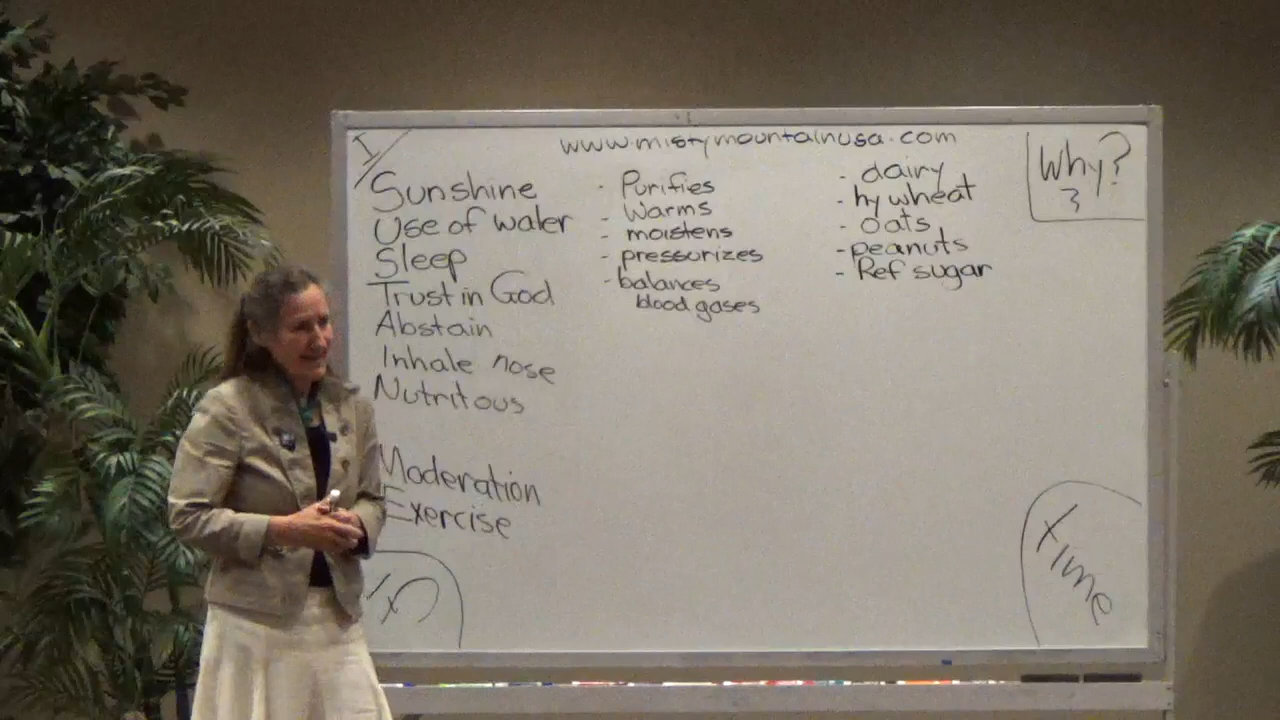 I
www.mistymountainusa.com
Sunshine
Use of water
Sleep
Trust in God
Abstain
Inhale nose
Nutritous
Moderation
Exercise
- Purifies
- Warms
- moistens
- pressurizes
- balances
blood gases
- dairy
- hy wheat
- oats
- peanuts
- Ref sugar
Why?
Time